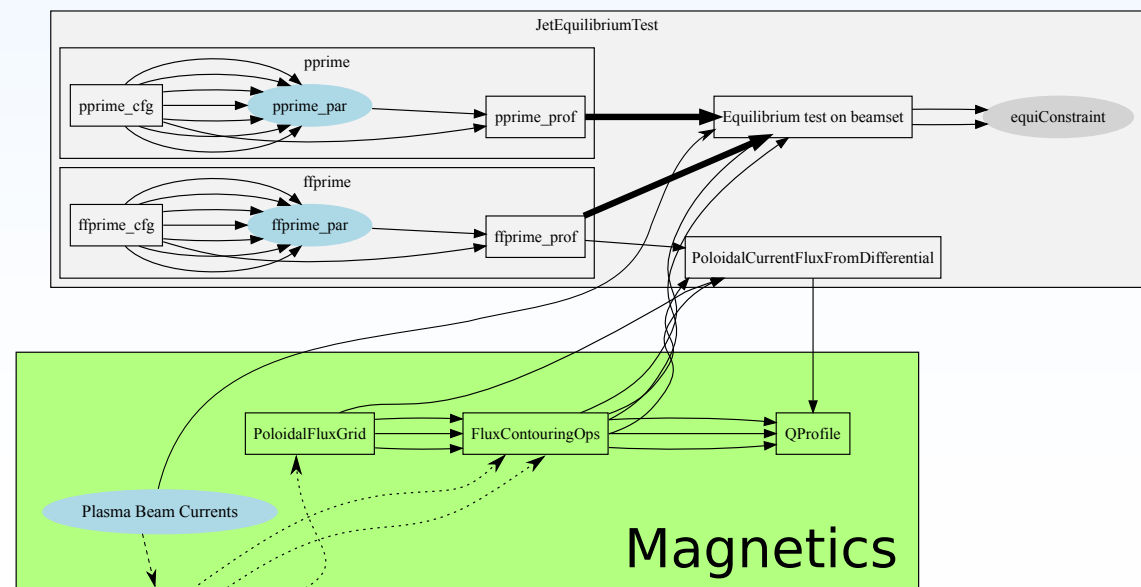 JetEquilibriumTest
pprime
pprime_cfg
pprime_par
pprime_prof
Equilibrium test on beamset
equiConstraint
ffprime
ffprime_cfg
ffprime_par
ffprime_prof
PoloidalCurrentFluxFromDifferential
PoloidalFluxGrid
FluxContouringOps
QProfile
Plasma Beam Currents
Magnetics